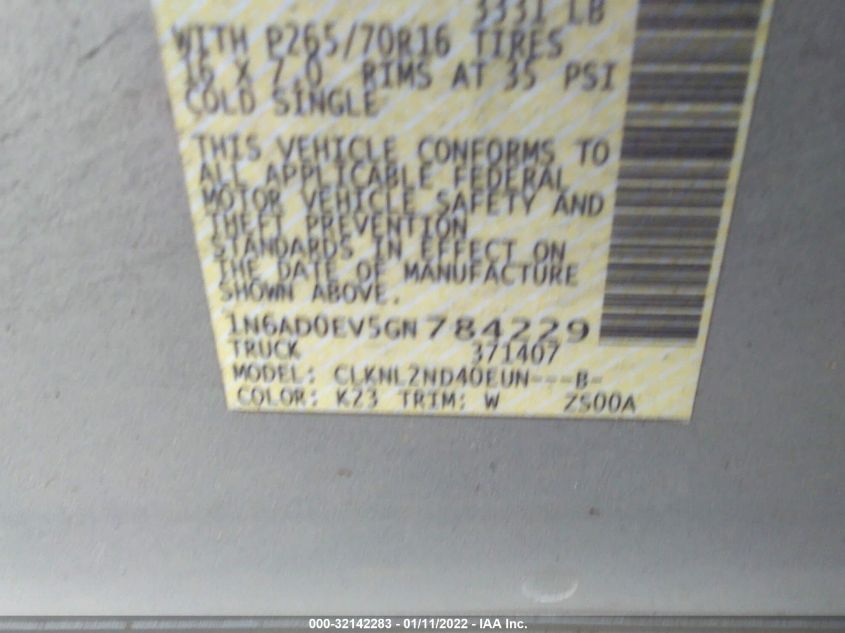 3331 LB
WITH P265/70R16 TIRES
16 X 7.0 RIMS AT 35 PSI
COLD SINGLE
THIS VEHICLE CONFORMS TO
ALL APPLICABLE FEDERAL
MOTOR VEHICLE SAFETY AND
THEFT PREVENTION
STANDARDS IN EFFECT ON
THE DATE OF MANUFACTURE
SHOWN ABOVE.
1N6AD0EV5GN784229
TRUCK 371407
MODEL: CLKNL2ND40EUN---B-
COLOR: K23 TRIM: W ZS00A
000-32142283 - 01/11/2022 - IAA Inc.